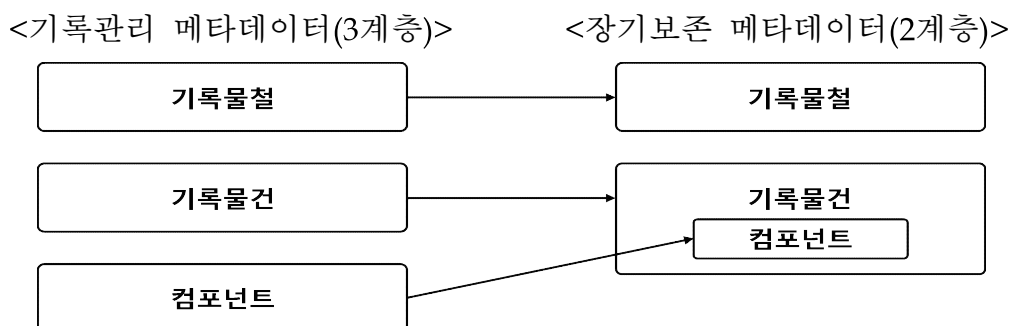 <기록관리 메타데이터(3계층)> <장기보존 메타데이터(2계층)>
기록물철 기록물철
기록물건 기록물건
컴포넌트
컴포넌트